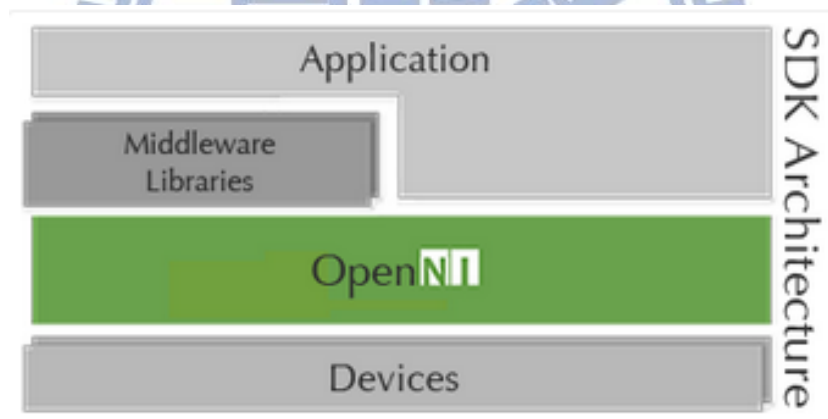 Application
Middleware
Libraries
OpenNI
Devices
SDK Architecture